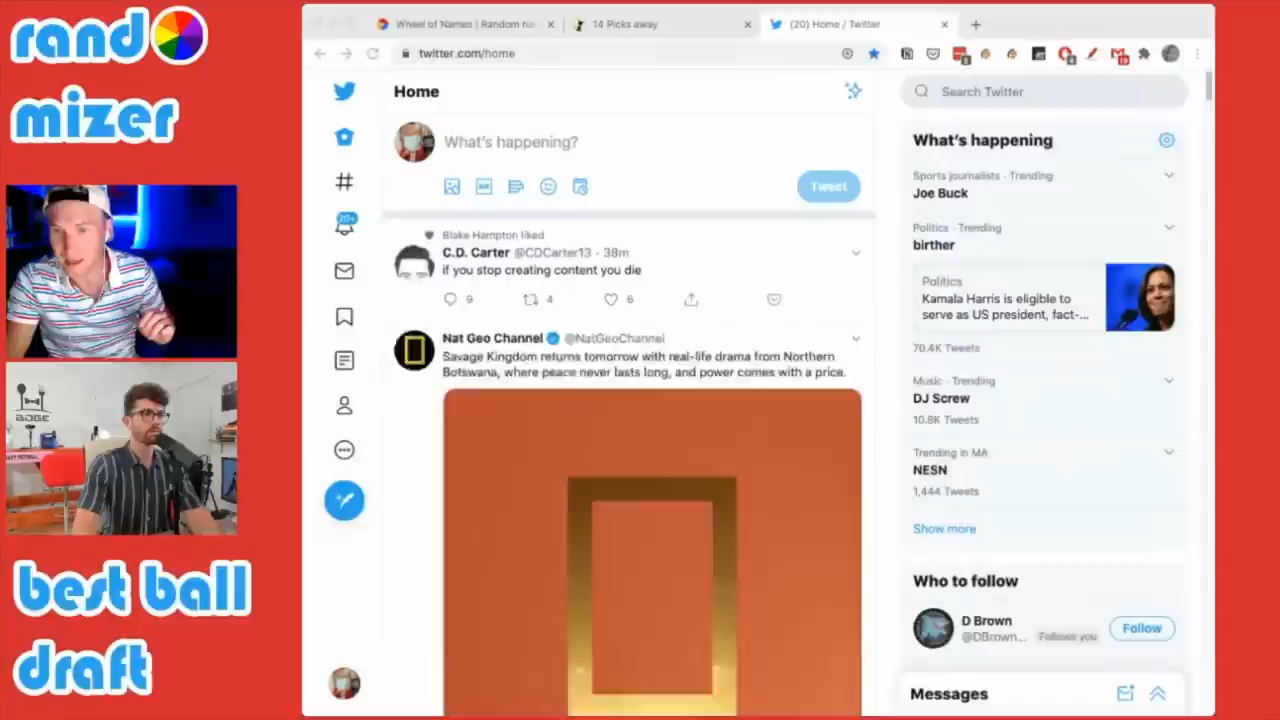 rand
mizer
BDGE
best ball
draft
Wheel of Names | Random na
14 Picks away
(20) Home / Twitter
twitter.com/home
Home
Search Twitter
What's happening?
GIF
Tweet
20+
Blake Hampton liked
C.D. Carter @CDCarter13 · 38m
if you stop creating content you die
9
4
6
Nat Geo Channel @NatGeoChannel
Savage Kingdom returns tomorrow with real-life drama from Northern
Botswana, where peace never lasts long, and power comes with a price.
What's happening
Sports journalists · Trending
Joe Buck
Politics · Trending
birther
Politics
Kamala Harris is eligible to
serve as US president, fact-...
70.4K Tweets
Music · Trending
DJ Screw
10.8K Tweets
Trending in MA
NESN
1,444 Tweets
Show more
Who to follow
D Brown
@DBrown...
Follows you
Follow
Messages